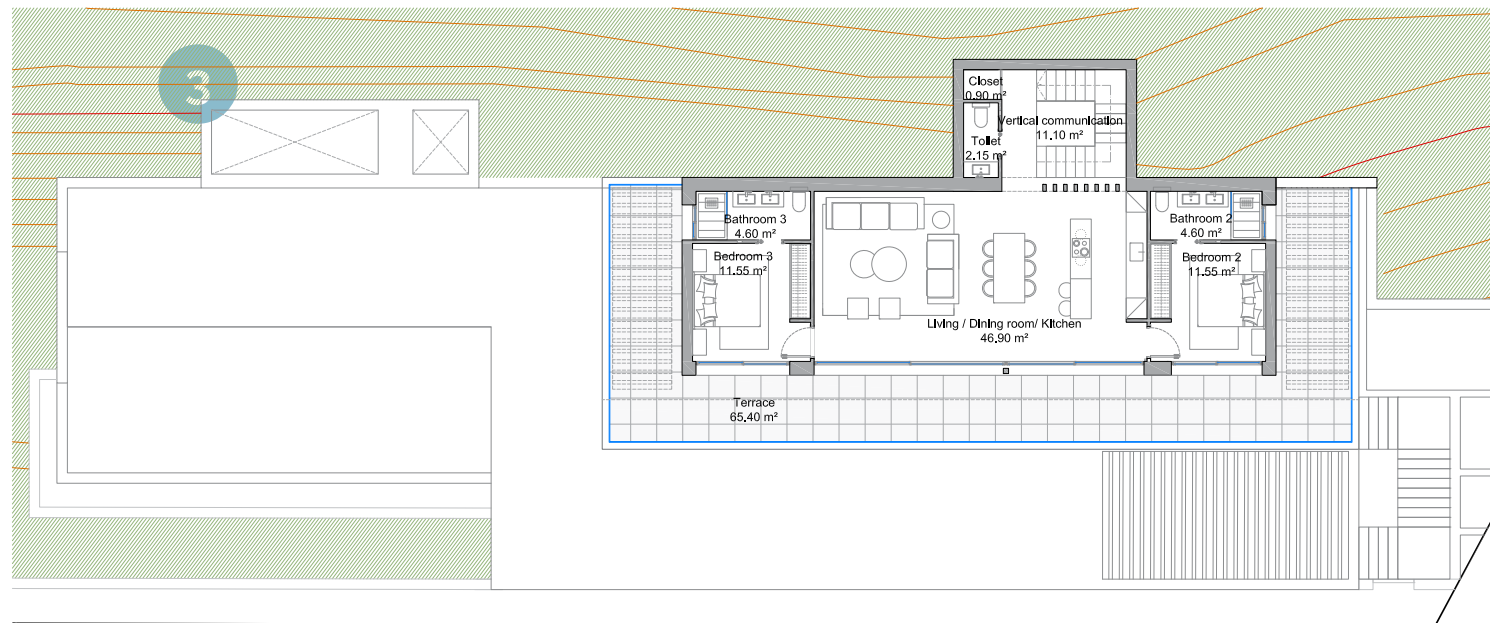 3
Closet
0.90 m²
Vertical communication
11.10 m²
Toilet
2.15 m²
Bathroom 3
4.60 m²
Bathroom 2
4.60 m²
Bedroom 3
11.55 m²
Bedroom 2
11.55 m²
Living / Dining room/ Kitchen
46.90 m²
Terrace
65.40 m²